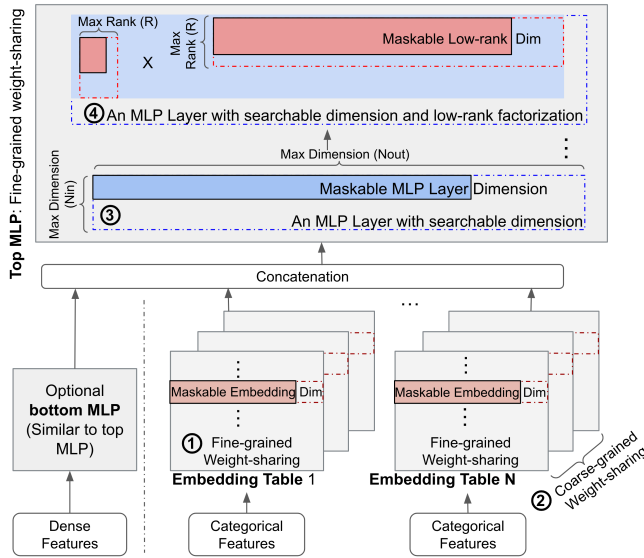 Top MLP: Fine-grained weight-sharing
Max Rank (R)
X
Max
Rank (R)
Maskable Low-rank Dim
④ An MLP Layer with searchable dimension and low-rank factorization
Max Dimension (Nout)
Max Dimension
(Nin)
Maskable MLP Layer Dimension
③
An MLP Layer with searchable dimension
Concatenation
...
Optional
bottom MLP
(Similar to top
MLP)
Maskable Embedding Dim
① Fine-grained
Weight-sharing
Embedding Table 1
Maskable Embedding Dim
Fine-grained
Weight-sharing
Embedding Table N
② Coarse-grained
Weight-sharing
Dense
Features
Categorical
Features
Categorical
Features